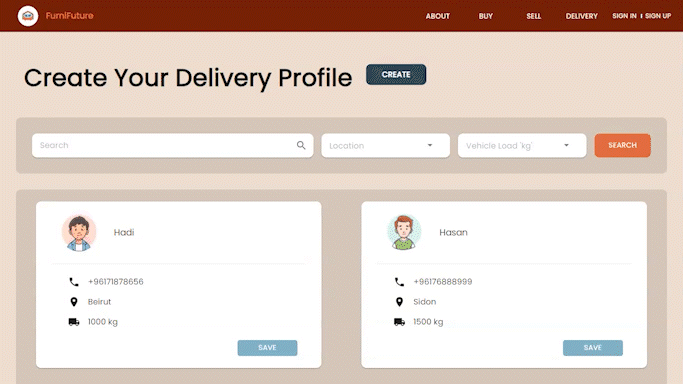 FurniFuture
ABOUT BUY SELL DELIVERY SIGN IN | SIGN UP
Create Your Delivery Profile CREATE
Search Location Vehicle Load 'kg' SEARCH
Hadi
+96171878656
Beirut
1000 kg
SAVE
Hasan
+96176888999
Sidon
1500 kg
SAVE